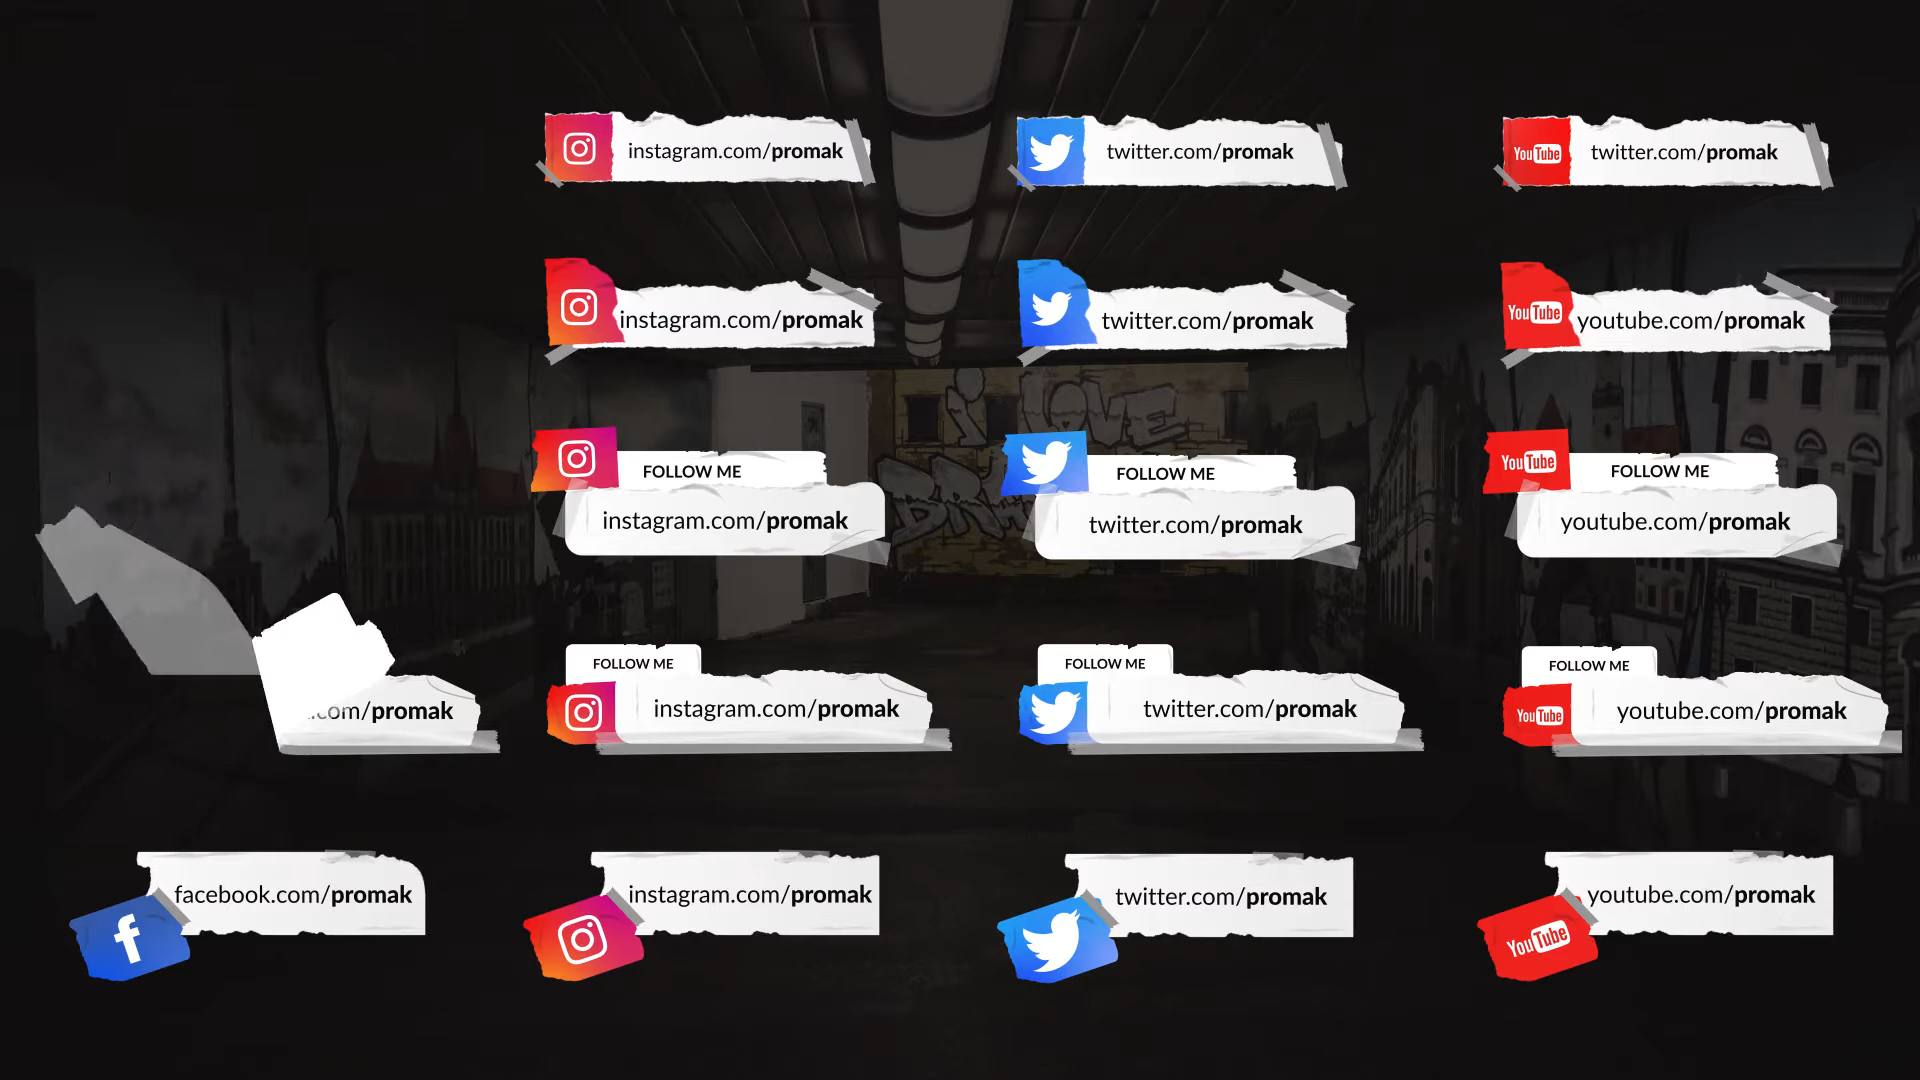 instagram.com/promak
twitter.com/promak
You Tube
twitter.com/promak
instagram.com/promak
twitter.com/promak
You Tube
youtube.com/promak
i LOVE
FOLLOW ME
instagram.com/promak
FOLLOW ME
twitter.com/promak
You Tube
FOLLOW ME
youtube.com/promak
.com/promak
FOLLOW ME
instagram.com/promak
FOLLOW ME
twitter.com/promak
FOLLOW ME
You Tube
youtube.com/promak
f
facebook.com/promak
instagram.com/promak
twitter.com/promak
You Tube
youtube.com/promak